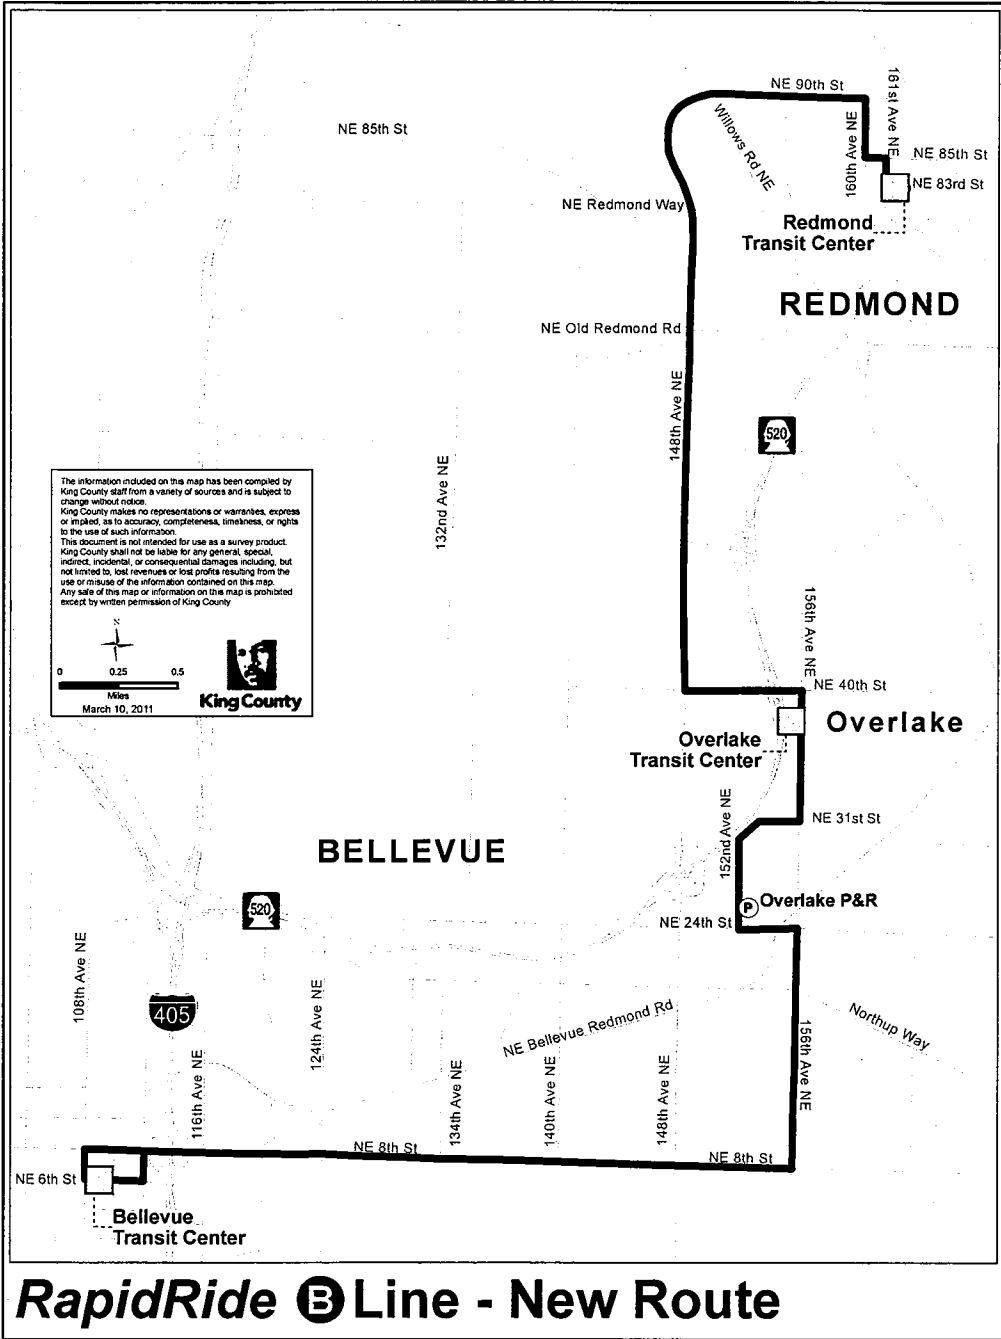 NE 90th St
161st Ave NE
NE 85th St
Willows Rd NE
160th Ave NE
NE 85th St
NE 83rd St
NE Redmond Way
Redmond
Transit Center
REDMOND
NE Old Redmond Rd
148th Ave NE
520
132nd Ave NE
The information included on this map has been compiled by
King County staff from a variety of sources and is subject to
change without notice.
King County makes no representations or warranties, express
or implied, as to accuracy, completeness, timeliness, or rights
to the use of such information.
This document is not intended for use as a survey product.
King County shall not be liable for any general, special,
indirect, incidental, or consequential damages including, but
not limited to, lost revenues or lost profits resulting from the
use or misuse of the information contained on this map.
Any sale of this map or information on this map is prohibited
except by written permission of King County
N
0 0.25 0.5
Miles
March 10, 2011
King County
156th Ave NE
NE 40th St
Overlake
Overlake
Transit Center
152nd Ave NE
NE 31st St
BELLEVUE
520
Overlake P&R
P
NE 24th St
108th Ave NE
405
124th Ave NE
NE Bellevue Redmond Rd
Northup Way
116th Ave NE
134th Ave NE
140th Ave NE
148th Ave NE
156th Ave NE
NE 8th St
NE 8th St
NE 6th St
Bellevue
Transit Center
RapidRide B Line - New Route